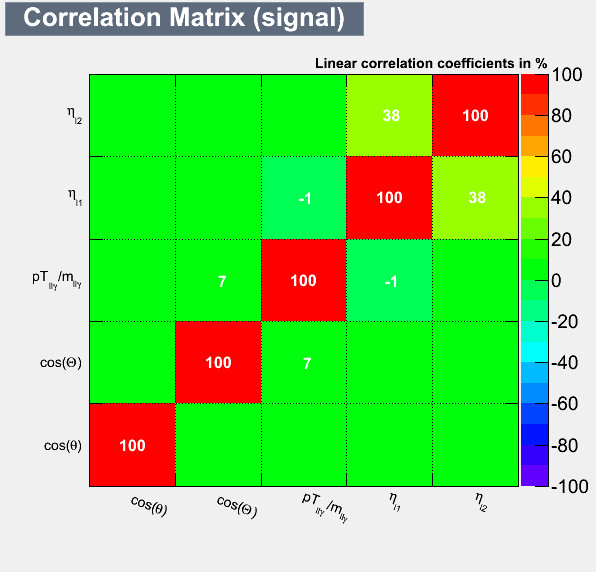 Correlation Matrix (signal)
Linear correlation coefficients in %
η_l2 38 100 100
η_l1 -1 100 38 80
60
40
pT_llγ/m_llγ 7 100 -1 20
0
-20
cos(Θ) 100 7 -40
-60
cos(θ) 100 -80
-100
cos(θ) cos(Θ) pT_llγ/m_llγ η_l1 η_l2